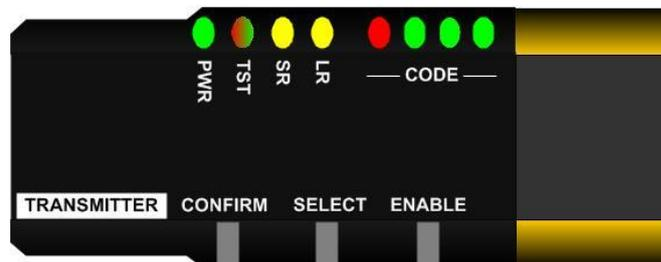 PWR
TST
SR
LR
CODE
TRANSMITTER
CONFIRM
SELECT
ENABLE